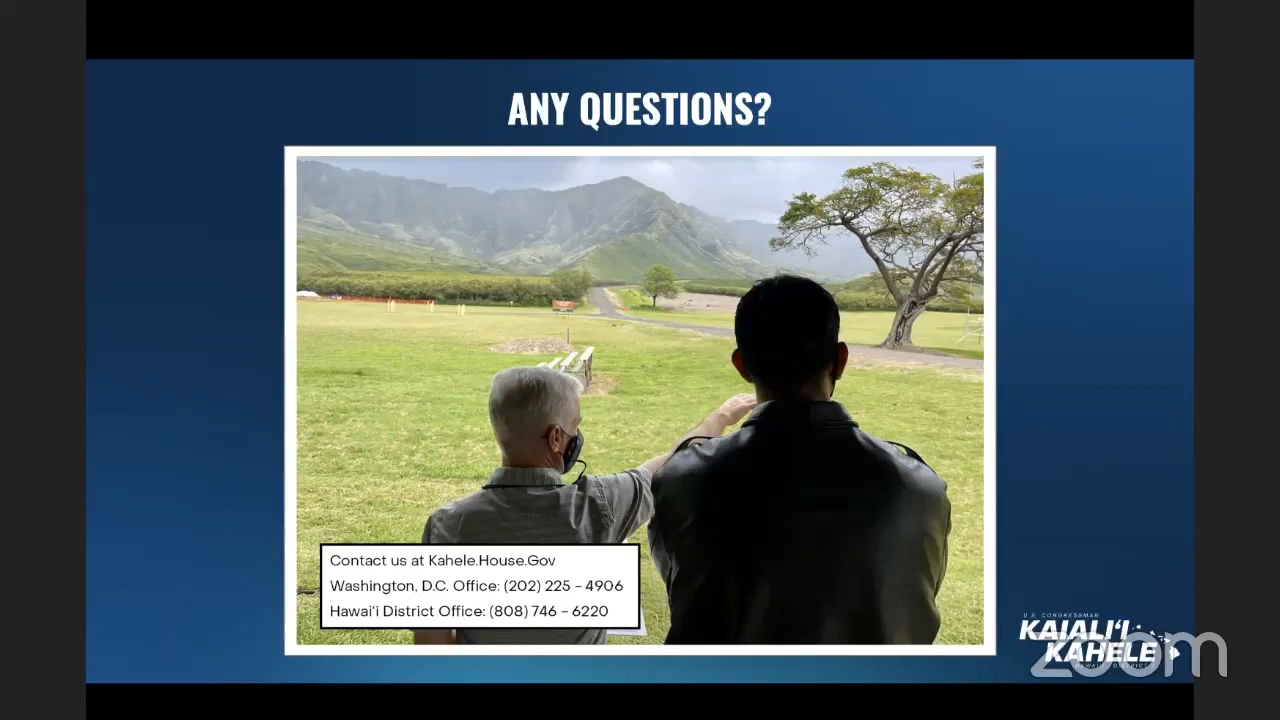 ANY QUESTIONS?
Contact us at Kahele.House.Gov
Washington, D.C. Office: (202) 225 - 4906
Hawai‘i District Office: (808) 746 - 6220
U.S. CONGRESSMAN
KAIALI‘I
KAHELE
zoom